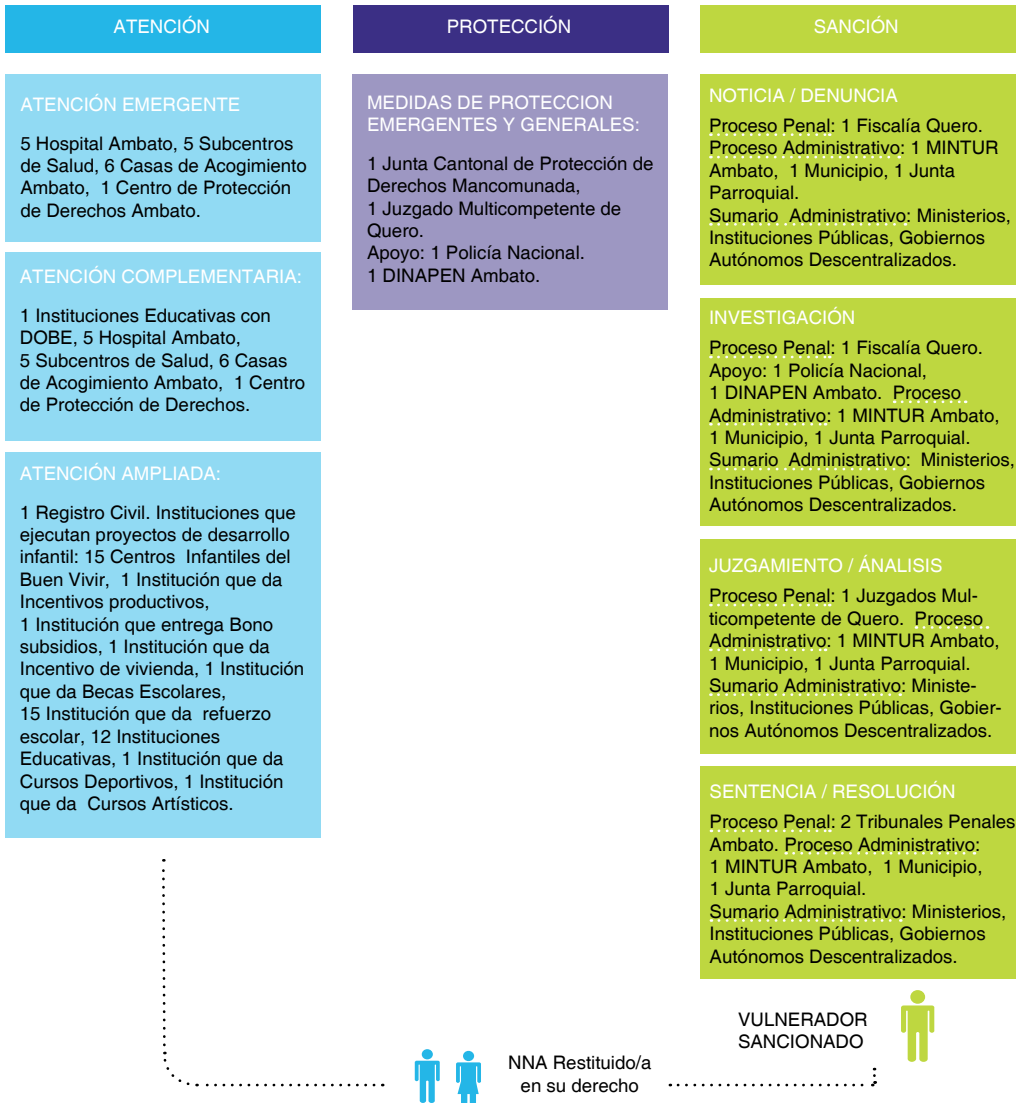 ATENCIÓN
ATENCIÓN EMERGENTE
5 Hospital Ambato, 5 Subcentros
de Salud, 6 Casas de Acogimiento
Ambato, 1 Centro de Protección
de Derechos Ambato.
ATENCIÓN COMPLEMENTARIA:
1 Instituciones Educativas con
DOBE, 5 Hospital Ambato,
5 Subcentros de Salud, 6 Casas
de Acogimiento Ambato, 1 Centro
de Protección de Derechos.
ATENCIÓN AMPLIADA:
1 Registro Civil. Instituciones que
ejecutan proyectos de desarrollo
infantil: 15 Centros Infantiles del
Buen Vivir, 1 Institución que da
Incentivos productivos,
1 Institución que entrega Bono
subsidios, 1 Institución que da
Incentivo de vivienda, 1 Institución
que da Becas Escolares,
15 Institución que da refuerzo
escolar, 12 Instituciones
Educativas, 1 Institución que da
Cursos Deportivos, 1 Institución
que da Cursos Artísticos.
PROTECCIÓN
MEDIDAS DE PROTECCION
EMERGENTES Y GENERALES:
1 Junta Cantonal de Protección de
Derechos Mancomunada,
1 Juzgado Multicompetente de
Quero.
Apoyo: 1 Policía Nacional.
1 DINAPEN Ambato.
SANCIÓN
NOTICIA / DENUNCIA
Proceso Penal: 1 Fiscalía Quero.
Proceso Administrativo: 1 MINTUR
Ambato, 1 Municipio, 1 Junta
Parroquial.
Sumario Administrativo: Ministerios,
Instituciones Públicas, Gobiernos
Autónomos Descentralizados.
INVESTIGACIÓN
Proceso Penal: 1 Fiscalía Quero.
Apoyo: 1 Policía Nacional,
1 DINAPEN Ambato. Proceso
Administrativo: 1 MINTUR Ambato,
1 Municipio, 1 Junta Parroquial.
Sumario Administrativo: Ministerios,
Instituciones Públicas, Gobiernos
Autónomos Descentralizados.
JUZGAMIENTO / ÁNALISIS
Proceso Penal: 1 Juzgados Mul-
ticompetente de Quero. Proceso
Administrativo: 1 MINTUR Ambato,
1 Municipio, 1 Junta Parroquial.
Sumario Administrativo: Ministe-
rios, Instituciones Públicas, Gobier-
nos Autónomos Descentralizados.
SENTENCIA / RESOLUCIÓN
Proceso Penal: 2 Tribunales Penales
Ambato. Proceso Administrativo:
1 MINTUR Ambato, 1 Municipio,
1 Junta Parroquial.
Sumario Administrativo: Ministerios,
Instituciones Públicas, Gobiernos
Autónomos Descentralizados.
VULNERADOR
SANCIONADO
NNA Restituido/a
en su derecho